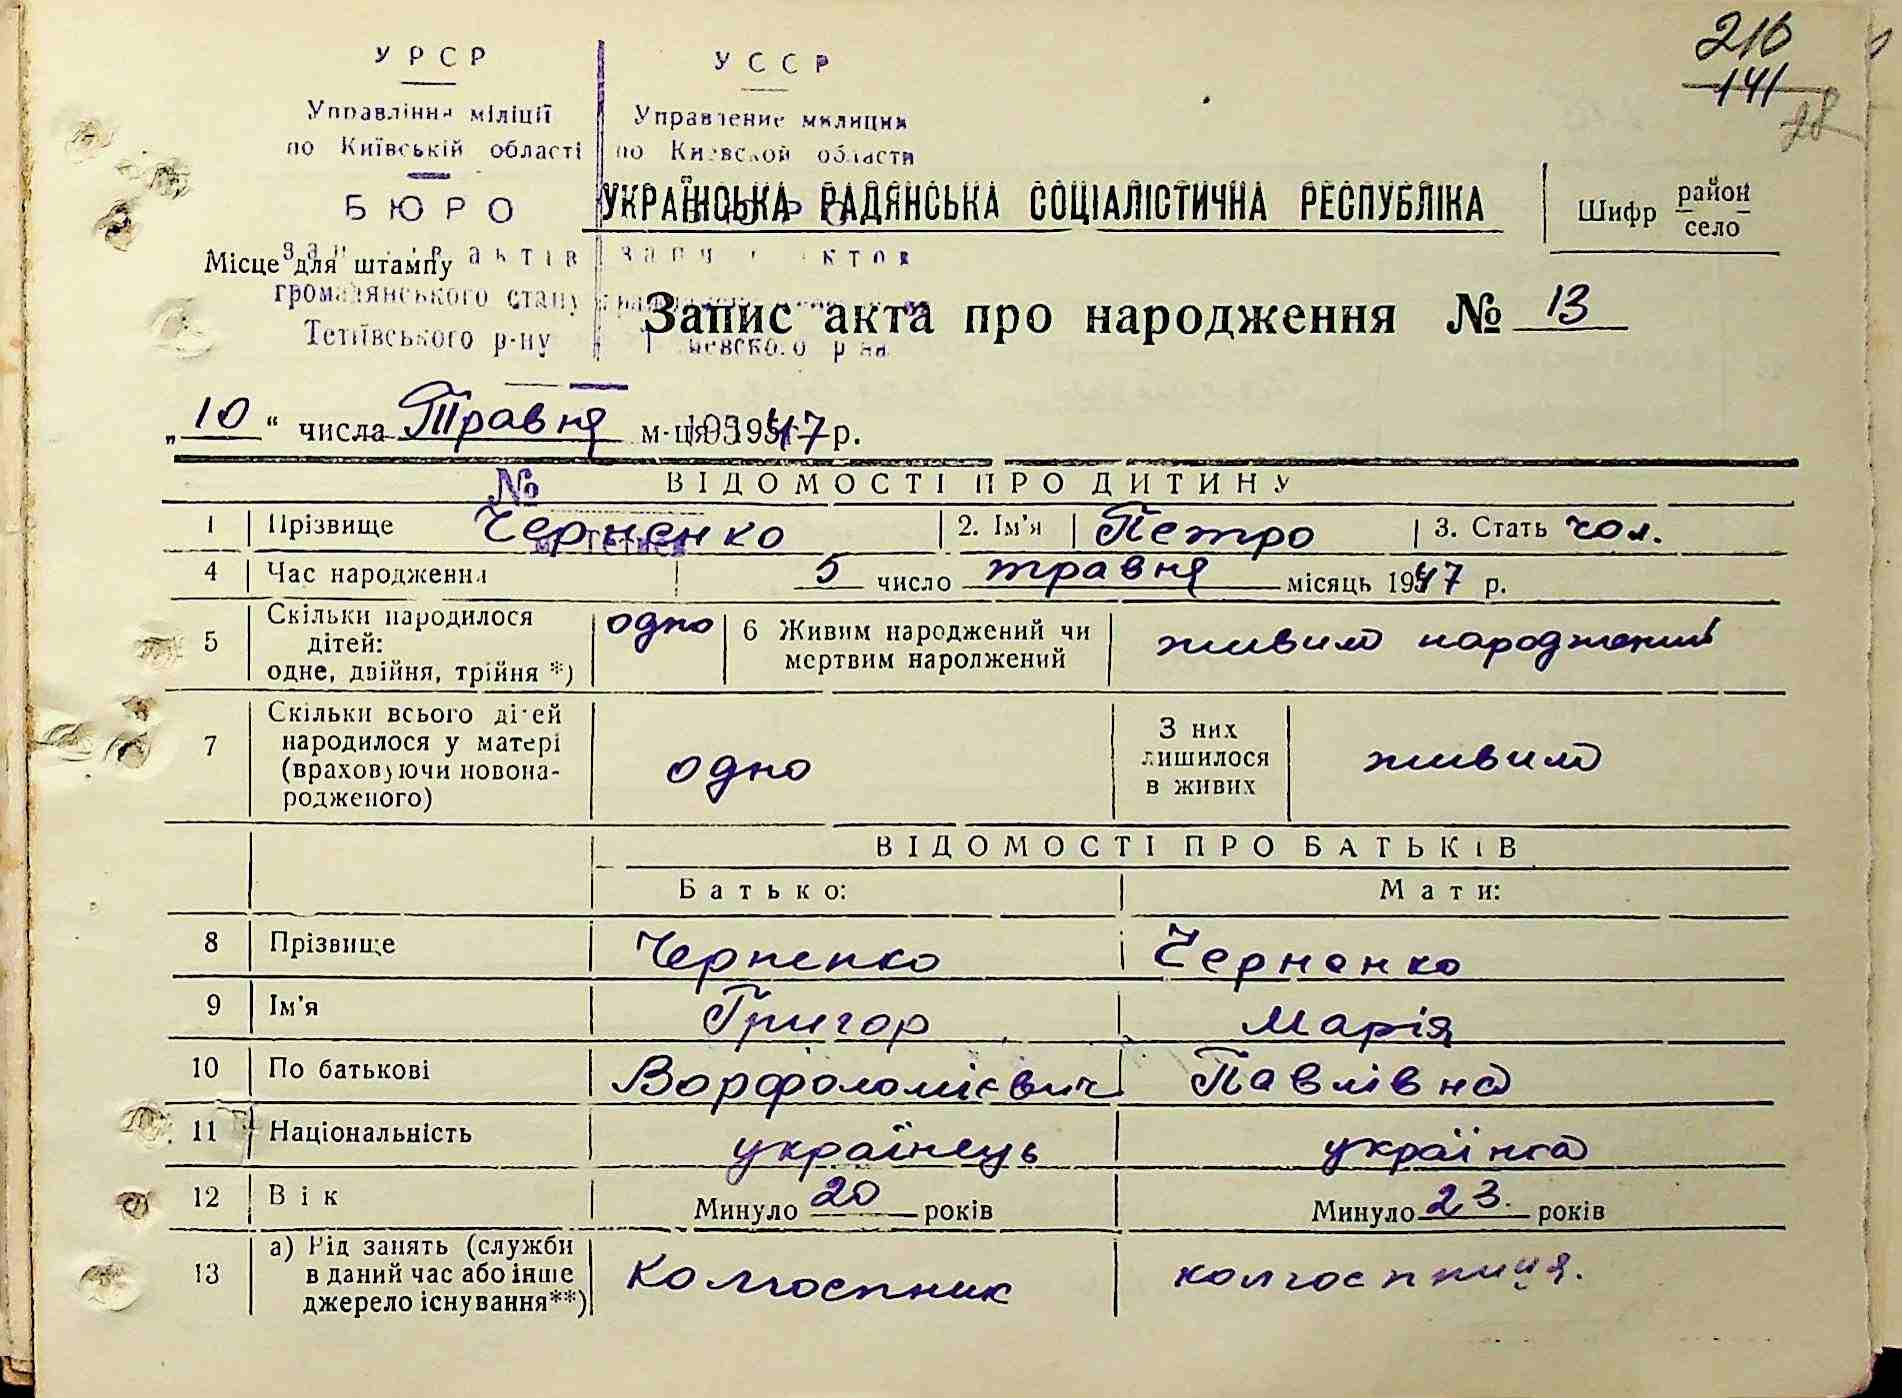 216
141
28
УРСР
УССР
Управління міліції
Управление милиции
по Київській області
по Киевской области
БЮРО
УКРАЇНСЬКА РАДЯНСЬКА СОЦІАЛІСТИЧНА РЕСПУБЛІКА
Шифр район село
Місце для штампу
актів
громадянського стану
Запис акта про народження № 13
Тетіївського р-ну
"10" числа Травня м-ця 1947 р.
№
ВІДОМОСТІ ПРО ДИТИНУ
1 Прізвище Черненко 2. Ім'я Петро 3. Стать чол.
4 Час народження 5 число травня місяць 1947 р.
5 Скільки народилося дітей: одне, двійня, трійня *) одно 6 Живим народжений чи мертвим народжений живим народжений
7 Скільки всього дітей народилося у матері (враховуючи новонародженого) одно З них лишилося в живих живим
ВІДОМОСТІ ПРО БАТЬКІВ
Батько: Мати:
8 Прізвище Черненко Черненко
9 Ім'я Григор Марія
10 По батькові Ворфоломієвич Павлівна
11 Національність українець українка
12 Вік Минуло 20 років Минуло 23 років
13 а) Рід занять (служби в даний час або інше джерело існування**) Колгоспник колгоспниця.